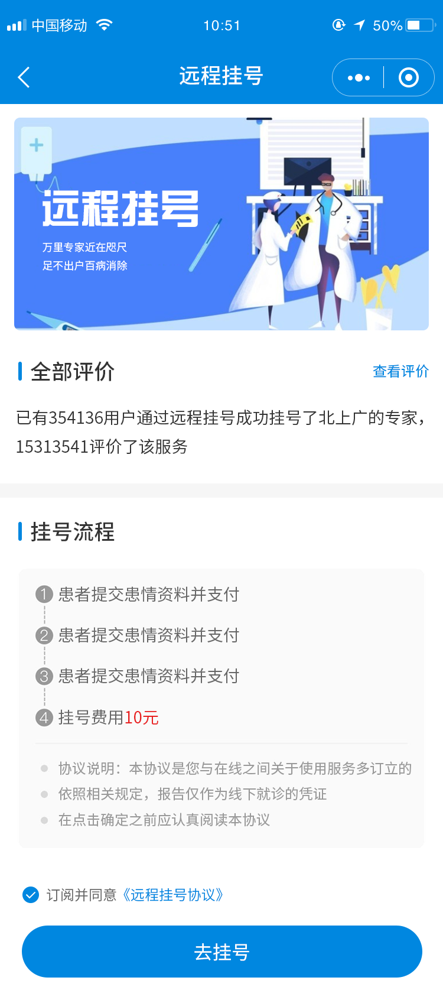 中国移动
10:51
50%
远程挂号
远程挂号
万里专家近在咫尺
足不出户百病消除
全部评价
查看评价
已有354136用户通过远程挂号成功挂号了北上广的专家，
15313541评价了该服务
挂号流程
1 患者提交患情资料并支付
2 患者提交患情资料并支付
3 患者提交患情资料并支付
4 挂号费用10元
协议说明：本协议是您与在线之间关于使用服务多订立的
依照相关规定，报告仅作为线下就诊的凭证
在点击确定之前应认真阅读本协议
订阅并同意《远程挂号协议》
去挂号